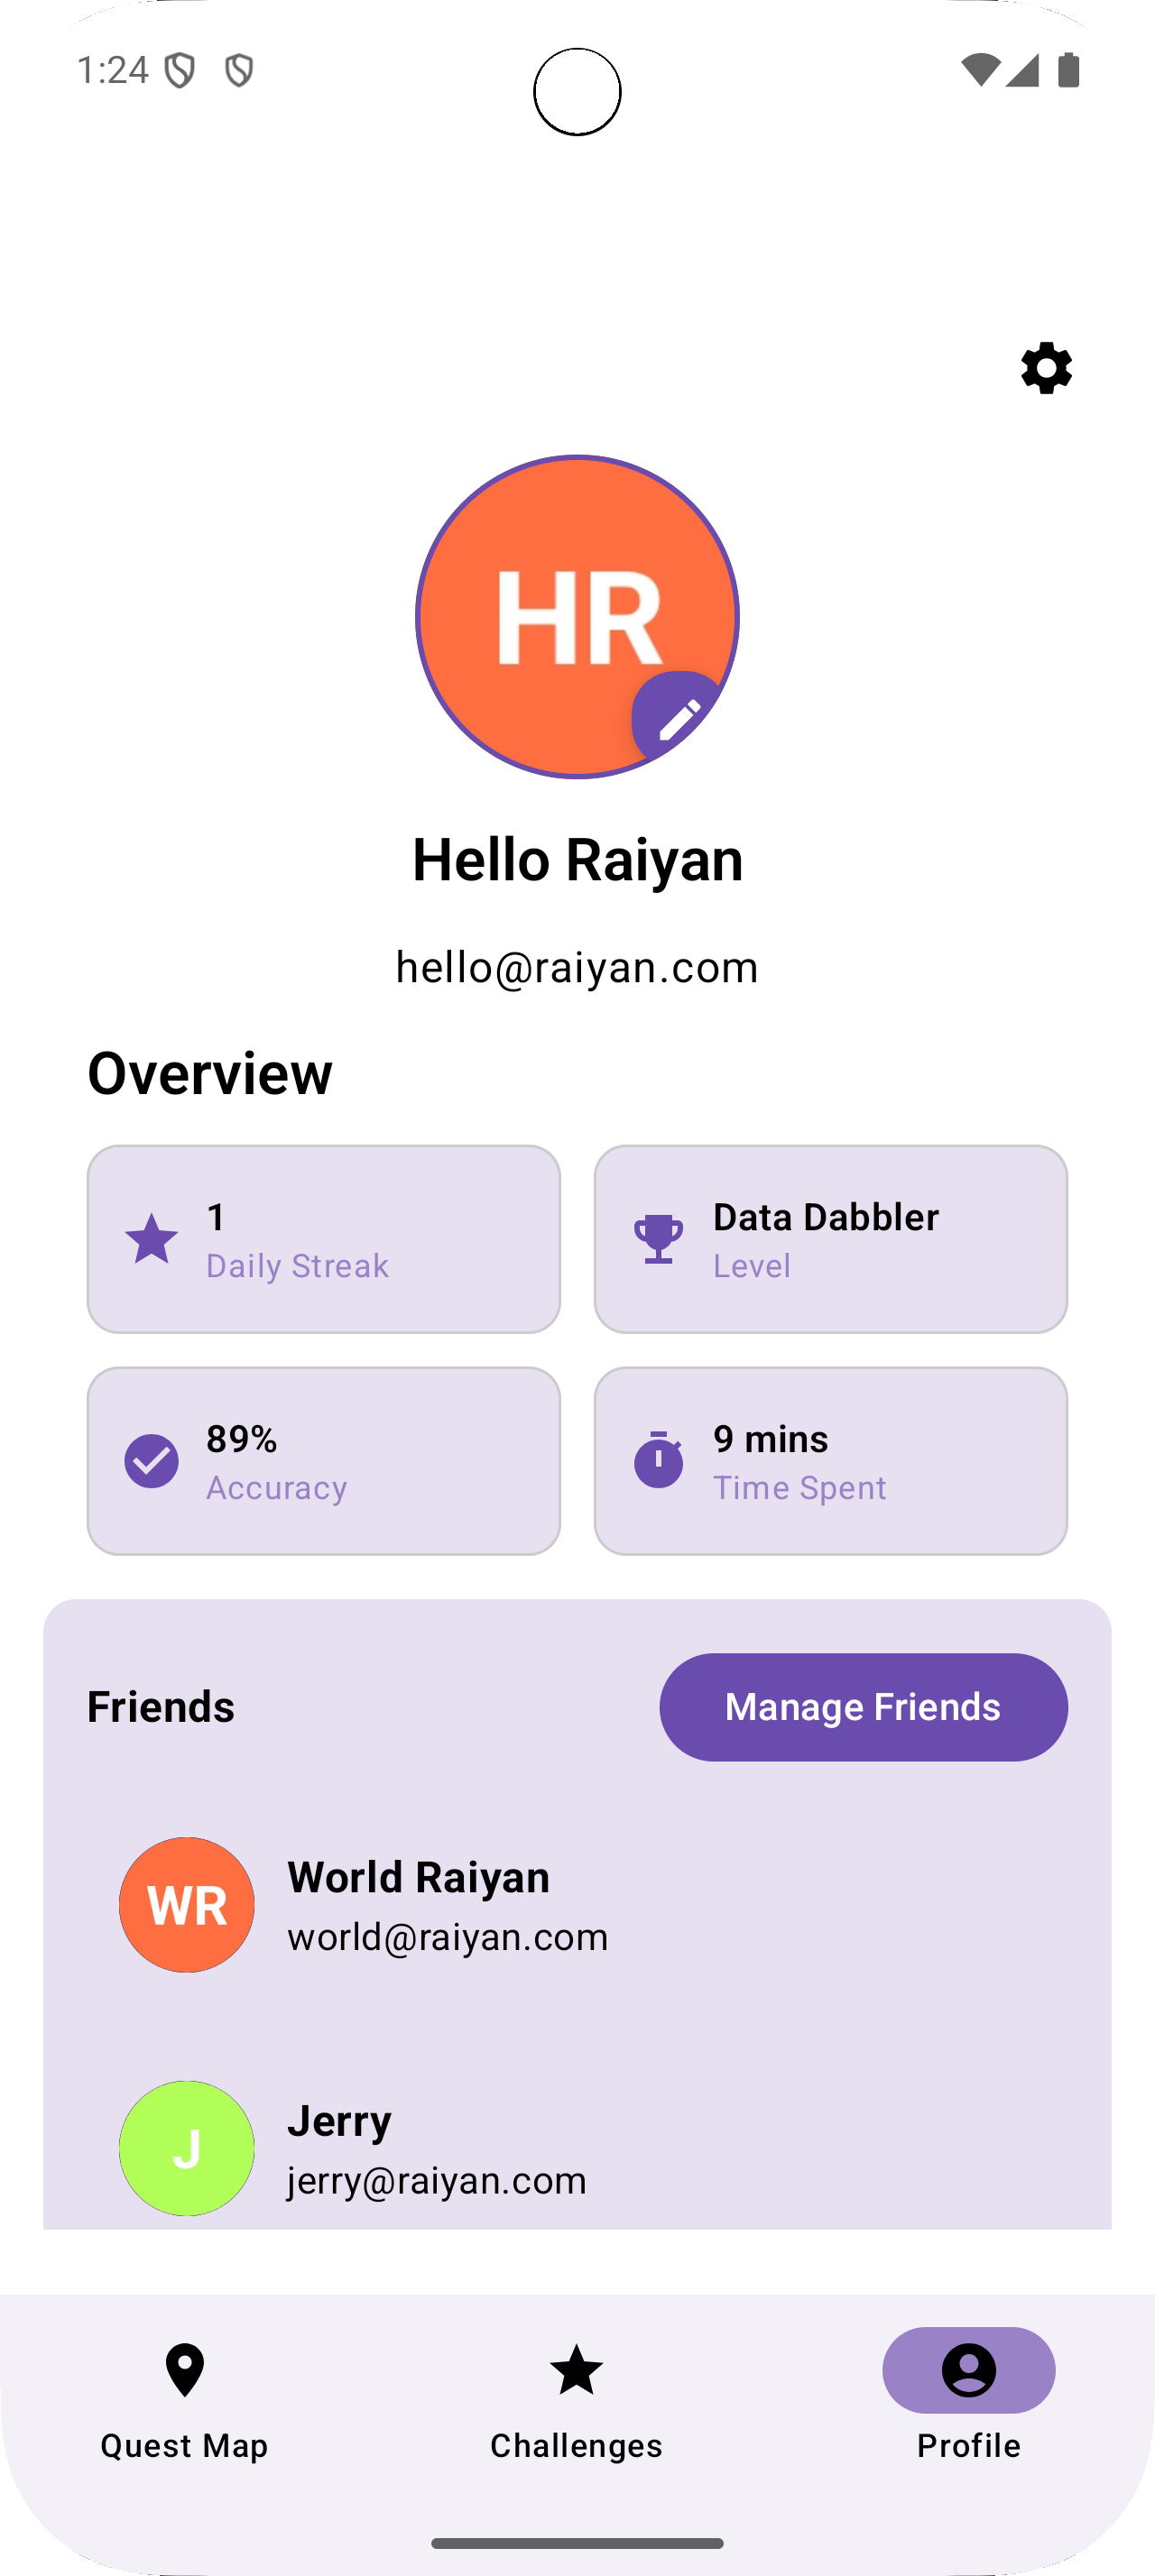 1:24
HR
Hello Raiyan
hello@raiyan.com
Overview
1
Daily Streak
Data Dabbler
Level
89%
Accuracy
9 mins
Time Spent
Friends
Manage Friends
WR
World Raiyan
world@raiyan.com
J
Jerry
jerry@raiyan.com
Quest Map
Challenges
Profile